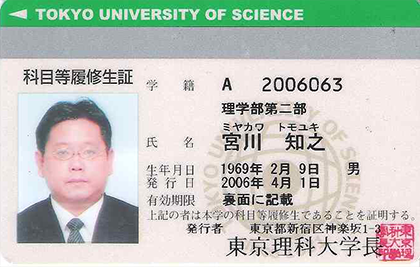 TOKYO UNIVERSITY OF SCIENCE
科目等履修生証
学籍 A 2006063
理学部第二部
ミヤカワ トモユキ
氏名 宮川 知之
生年月日 1969年 2月 9日 男
発行日 2006年 4月 1日
有効期限 裏面に記載
上記の者は本学の科目等履修生であることを証明する。
発行者 東京都新宿区神楽坂1-3
東京理科大学長